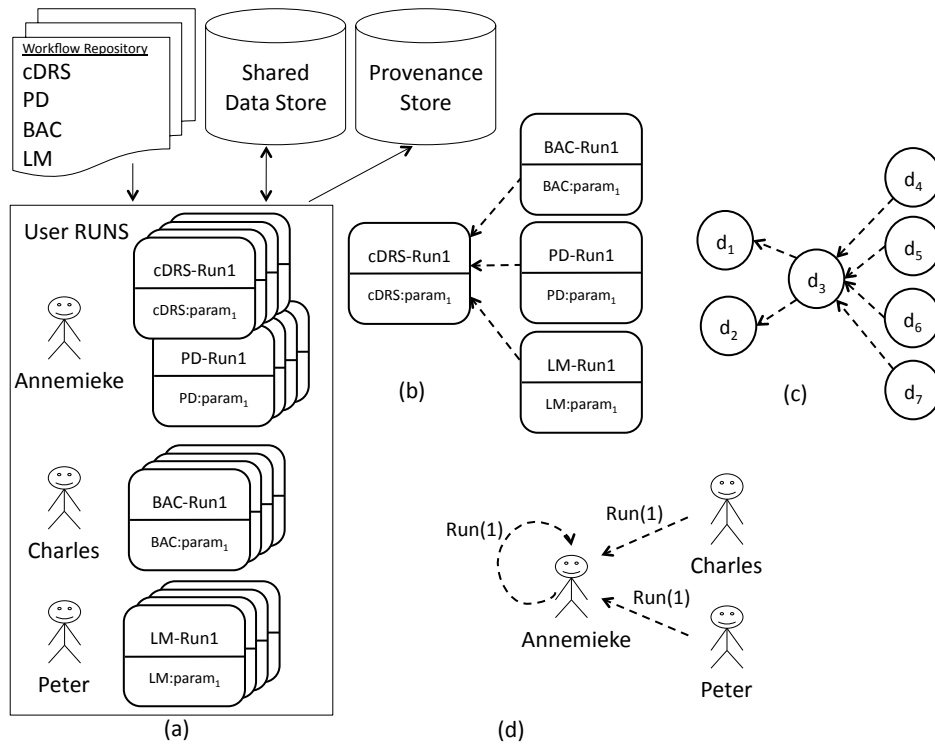 Workflow Repository
cDRS
PD
BAC
LM
Shared
Data Store
Provenance
Store
User RUNS
cDRS-Run1
cDRS:param₁
Annemieke
PD-Run1
PD:param₁
Charles
BAC-Run1
BAC:param₁
Peter
LM-Run1
LM:param₁
(a)
BAC-Run1
BAC:param₁
cDRS-Run1
cDRS:param₁
PD-Run1
PD:param₁
LM-Run1
LM:param₁
(b)
d₁
d₂
d₃
d₄
d₅
d₆
d₇
(c)
Run(1)
Run(1)
Charles
Run(1)
Annemieke
Peter
(d)